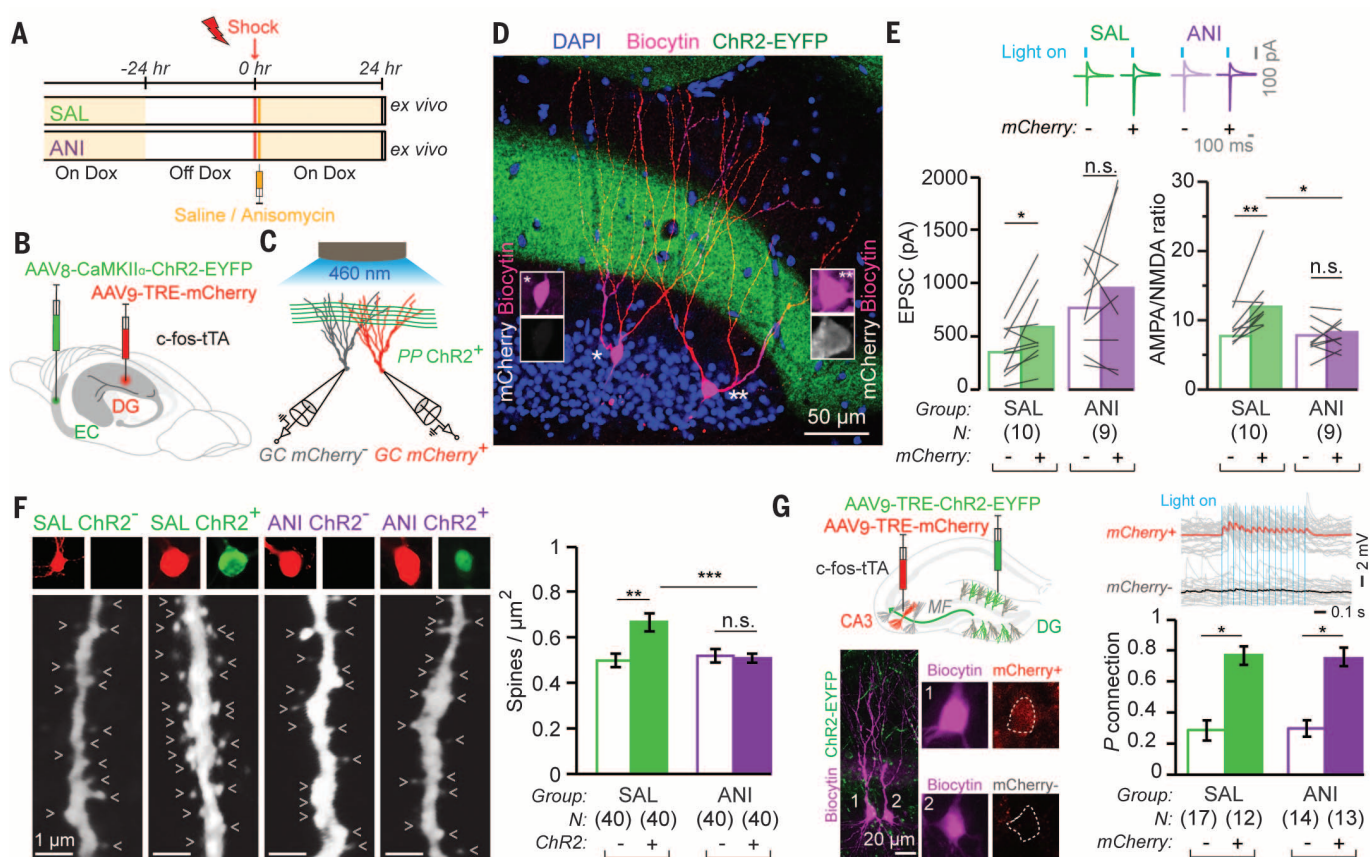 A
Shock
-24 hr
0 hr
24 hr
SAL
ex vivo
ANI
ex vivo
On Dox
Off Dox
On Dox
Saline / Anisomycin
B
AAV8-CaMKIIα-ChR2-EYFP
AAV9-TRE-mCherry
c-fos-tTA
DG
EC
C
460 nm
PP ChR2+
GC mCherry- GC mCherry+
D
DAPI Biocytin ChR2-EYFP
*
**
mCherry Biocytin
mCherry Biocytin
*
**
50 µm
E
SAL
ANI
Light on
100 pA
mCherry: - + - +
100 ms
EPSC (pA)
2000
1500
1000
500
0
*
n.s.
Group: SAL ANI
N: (10) (9)
mCherry: - + - +
AMPA/NMDA ratio
30
20
10
0
**
*
n.s.
SAL ANI
(10) (9)
- + - +
F
SAL ChR2- SAL ChR2+ ANI ChR2- ANI ChR2+
1 µm
Spines / µm2
1
0.8
0.6
0.4
0.2
0
**
***
n.s.
Group: SAL ANI
N: (40) (40) (40) (40)
ChR2: - + - +
G
AAV9-TRE-ChR2-EYFP
AAV9-TRE-mCherry
c-fos-tTA
CA3
MF
DG
Biocytin ChR2-EYFP
1 2
20 µm
Biocytin mCherry+
1
Biocytin mCherry-
2
Light on
mCherry+
mCherry-
2 mV
0.1 s
P connection
1
0.8
0.6
0.4
0.2
0
*
*
Group: SAL ANI
N: (17) (12) (14) (13)
mCherry: - + - +